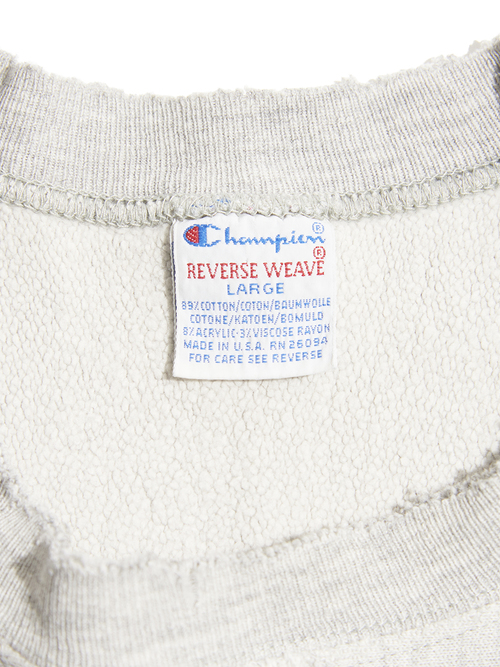 Champion®
REVERSE WEAVE®
LARGE
89%COTTON/COTON/BAUMWOLLE
COTONE/KATOEN/BOMULD
8%ACRYLIC·3%VISCOSE RAYON
MADE IN U.S.A. RN 26094
FOR CARE SEE REVERSE